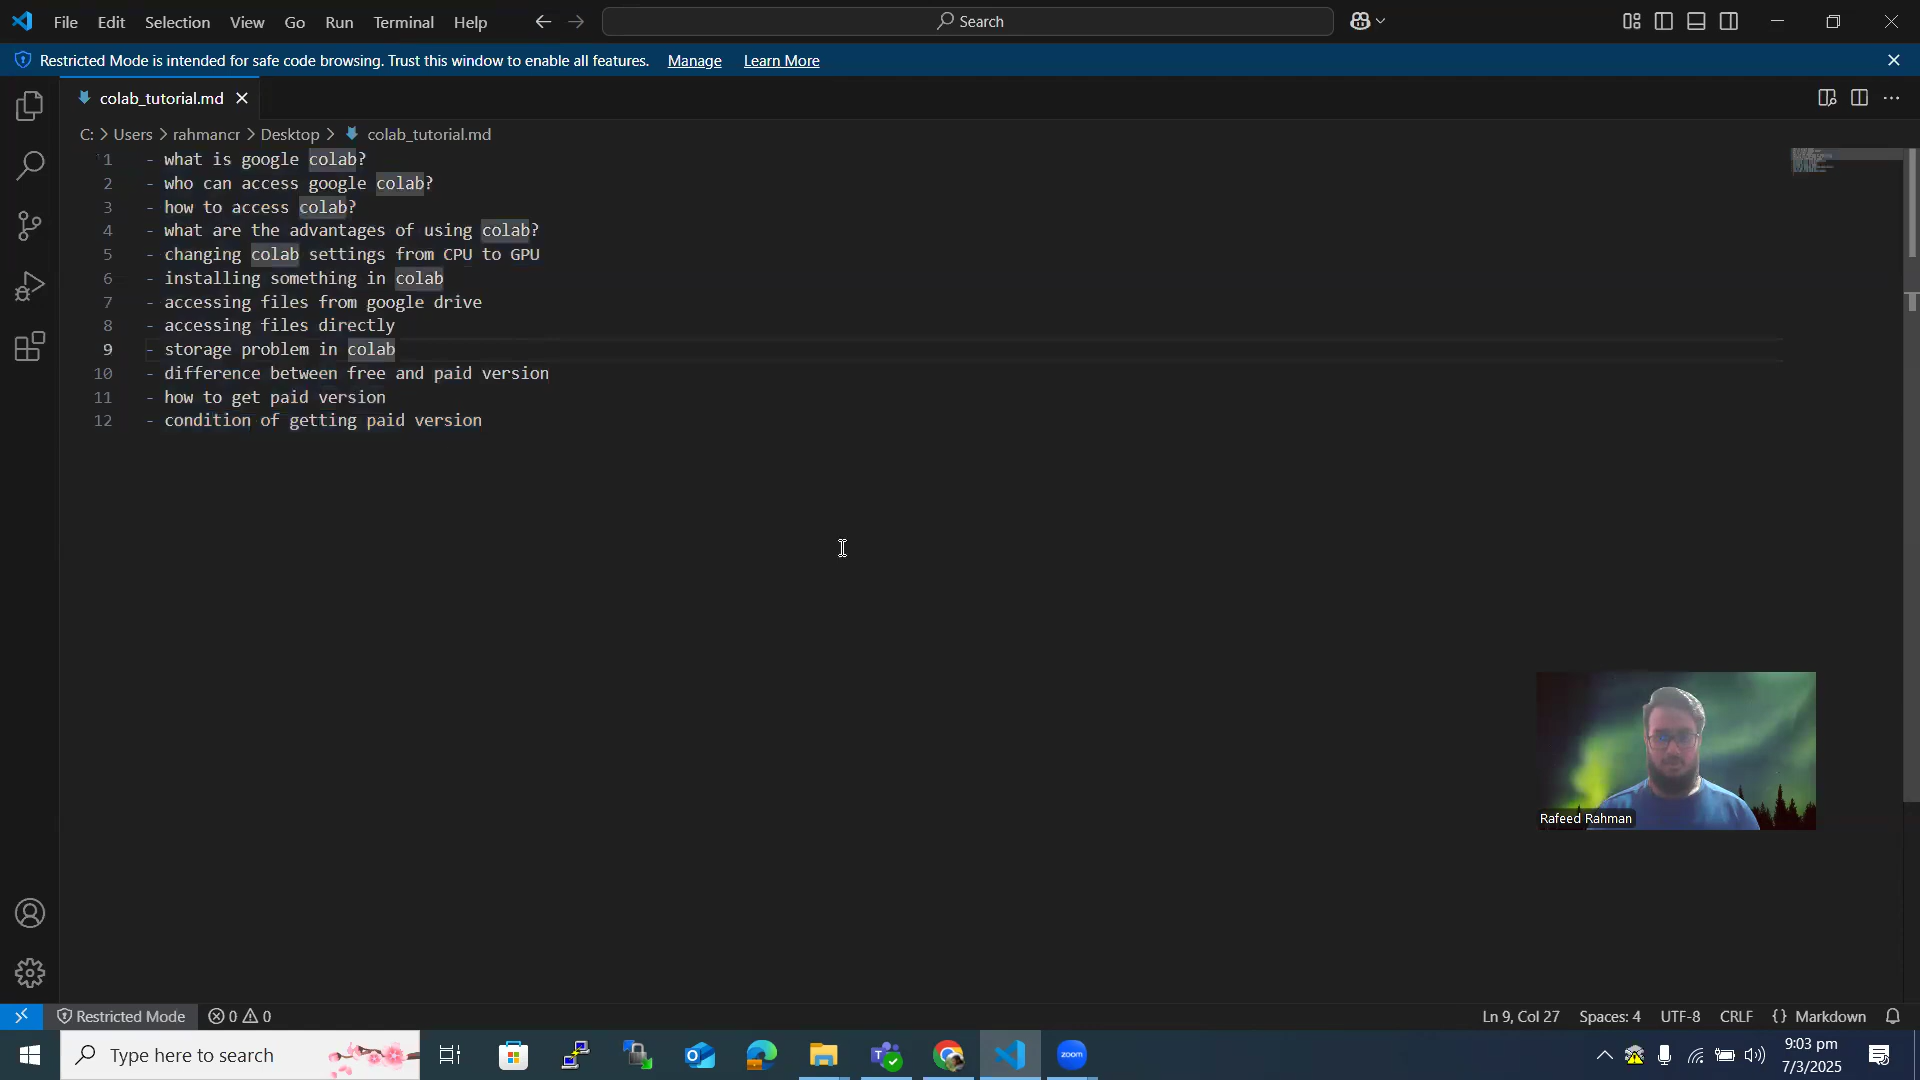 File Edit Selection View Go Run Terminal Help Search
Restricted Mode is intended for safe code browsing. Trust this window to enable all features. Manage Learn More
colab_tutorial.md
C: > Users > rahmancr > Desktop > colab_tutorial.md
1 - what is google colab?
2 - who can access google colab?
3 - how to access colab?
4 - what are the advantages of using colab?
5 - changing colab settings from CPU to GPU
6 - installing something in colab
7 - accessing files from google drive
8 - accessing files directly
9 - storage problem in colab
10 - difference between free and paid version
11 - how to get paid version
12 - condition of getting paid version
Rafeed Rahman
Restricted Mode 0 0 Ln 9, Col 27 Spaces: 4 UTF-8 CRLF {} Markdown
Type here to search zoom 9:03 pm
7/3/2025